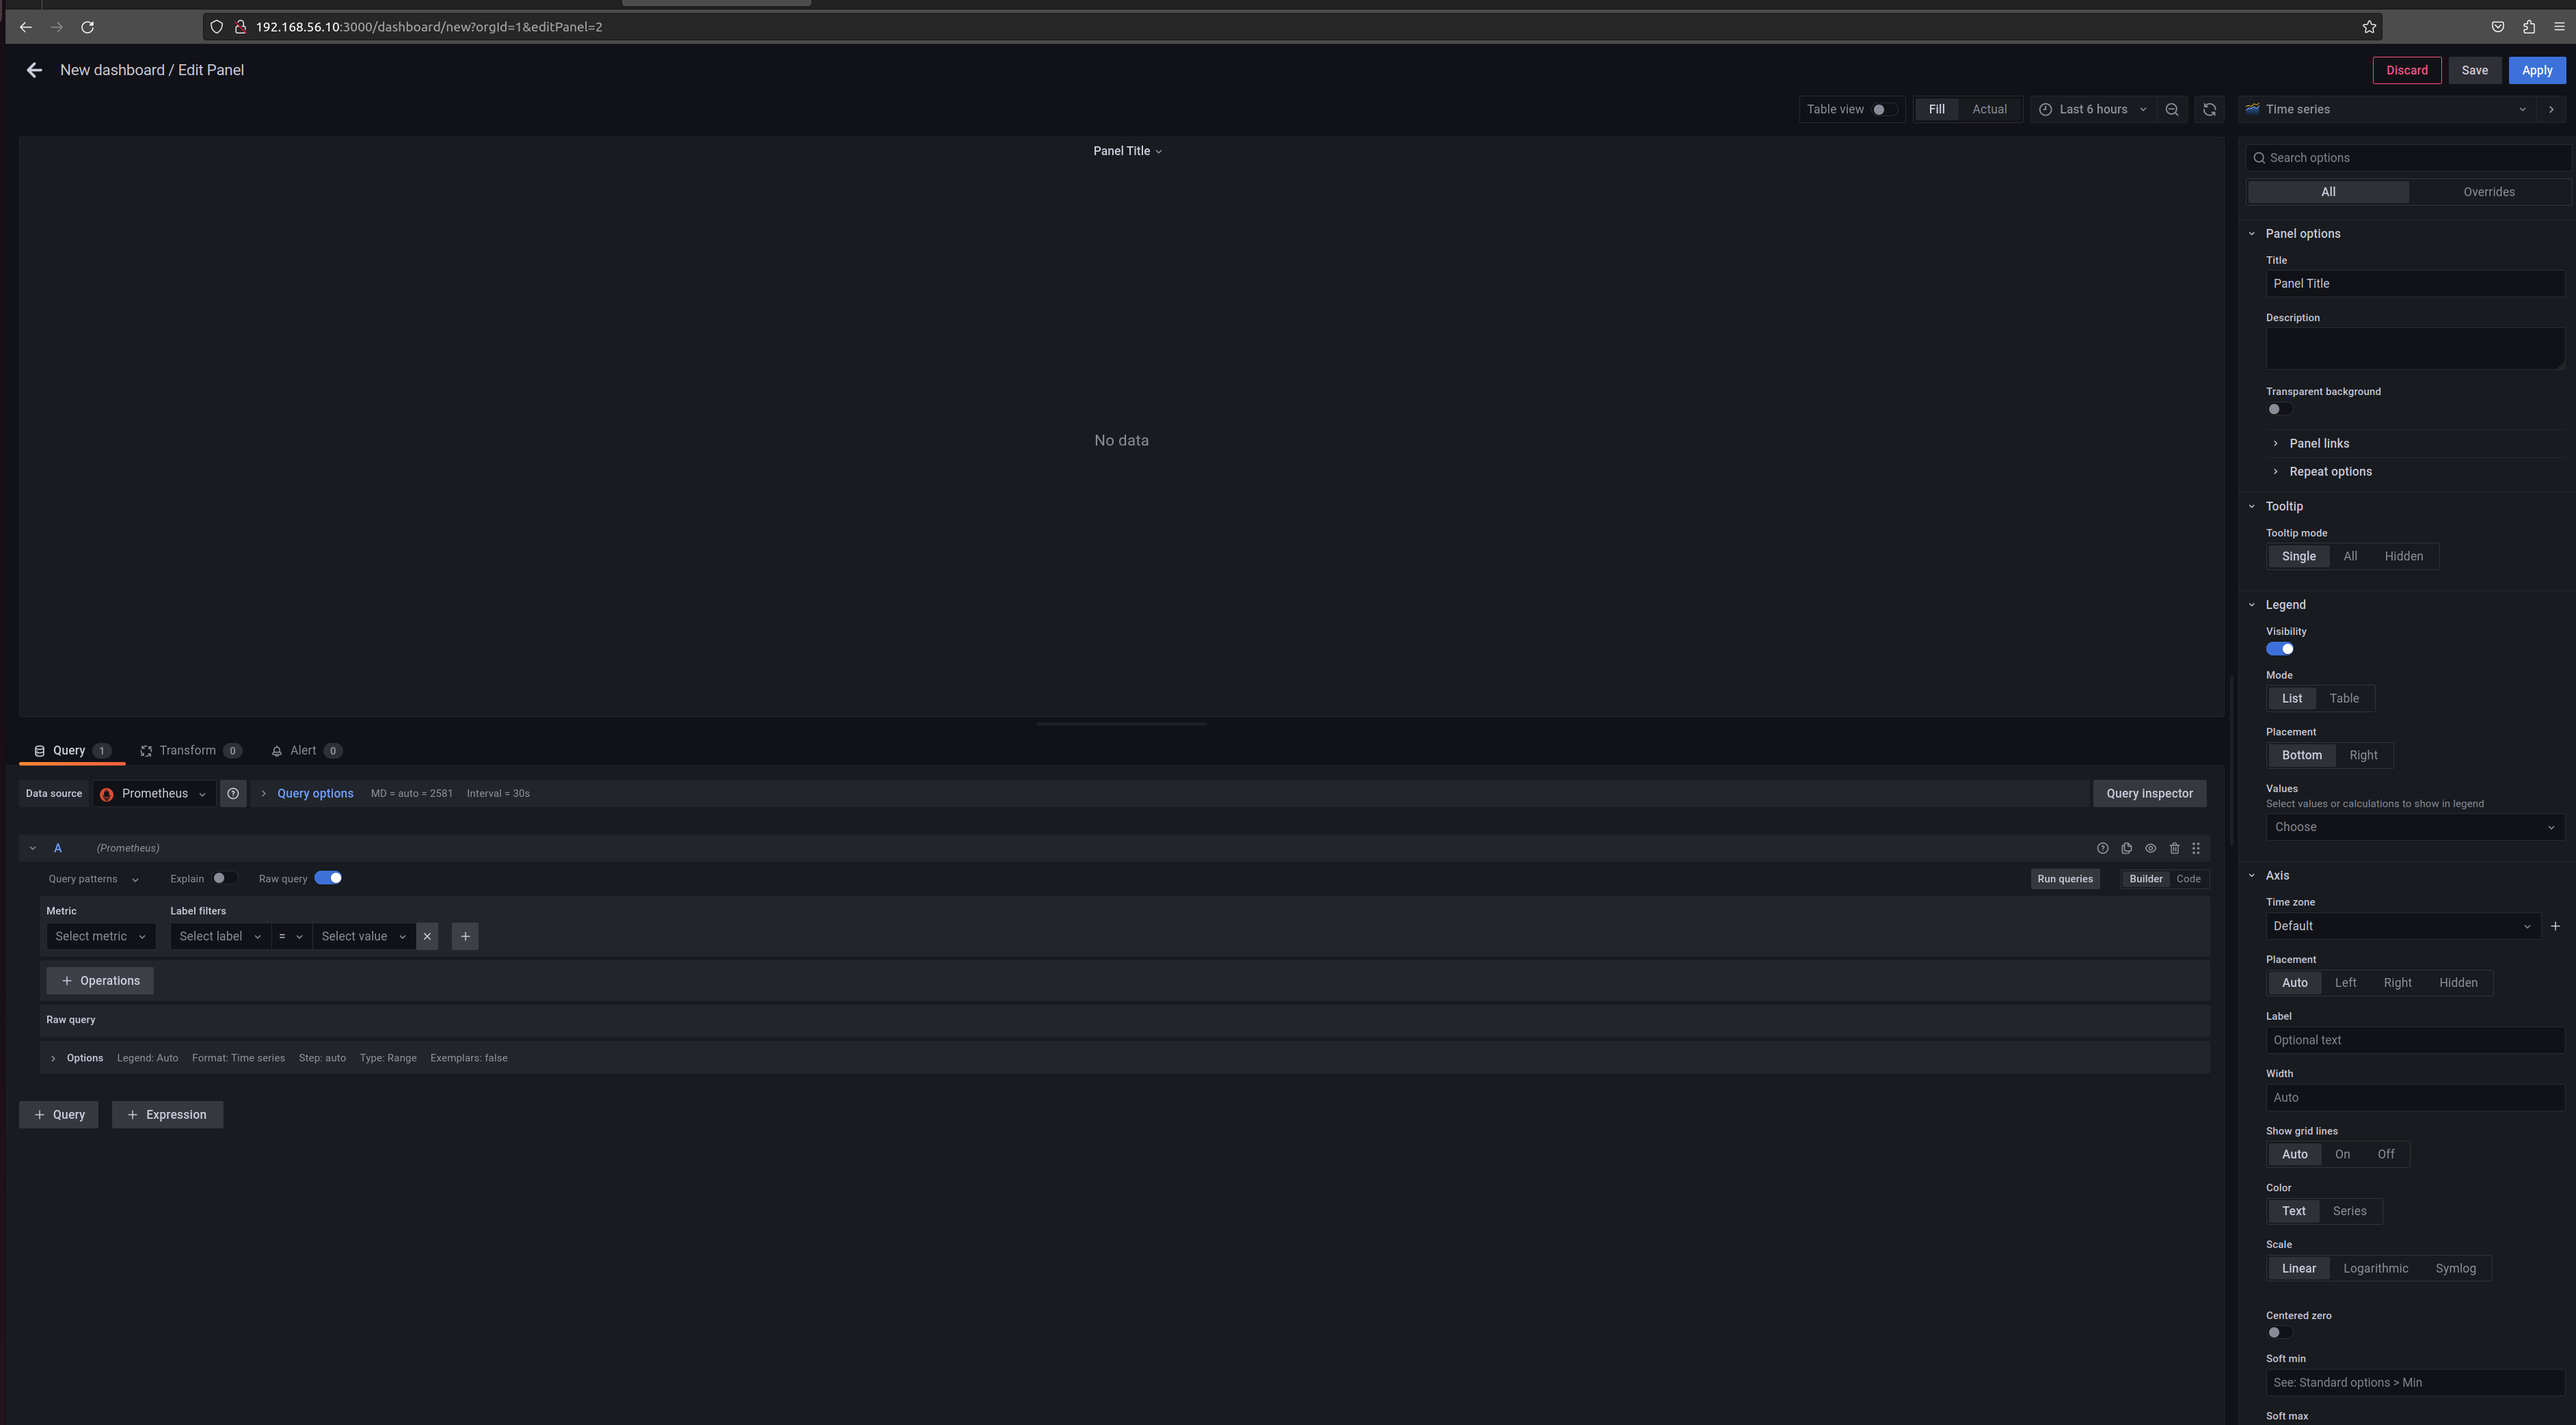 192.168.56.10:3000/dashboard/new?orgId=1&editPanel=2
New dashboard / Edit Panel
Discard Save Apply
Table view Fill Actual Last 6 hours Time series
Panel Title
No data
Query 1 Transform 0 Alert 0
Data source Prometheus Query options MD = auto = 2581 Interval = 30s Query inspector
A (Prometheus)
Query patterns Explain Raw query Run queries Builder Code
Metric Label filters
Select metric Select label = Select value
Operations
Raw query
Options Legend: Auto Format: Time series Step: auto Type: Range Exemplars: false
Query Expression
Search options
All Overrides
Panel options
Title
Panel Title
Description
Transparent background
Panel links
Repeat options
Tooltip
Tooltip mode
Single All Hidden
Legend
Visibility
Mode
List Table
Placement
Bottom Right
Values
Select values or calculations to show in legend
Choose
Axis
Time zone
Default
Placement
Auto Left Right Hidden
Label
Optional text
Width
Auto
Show grid lines
Auto On Off
Color
Text Series
Scale
Linear Logarithmic Symlog
Centered zero
Soft min
See: Standard options > Min
Soft max